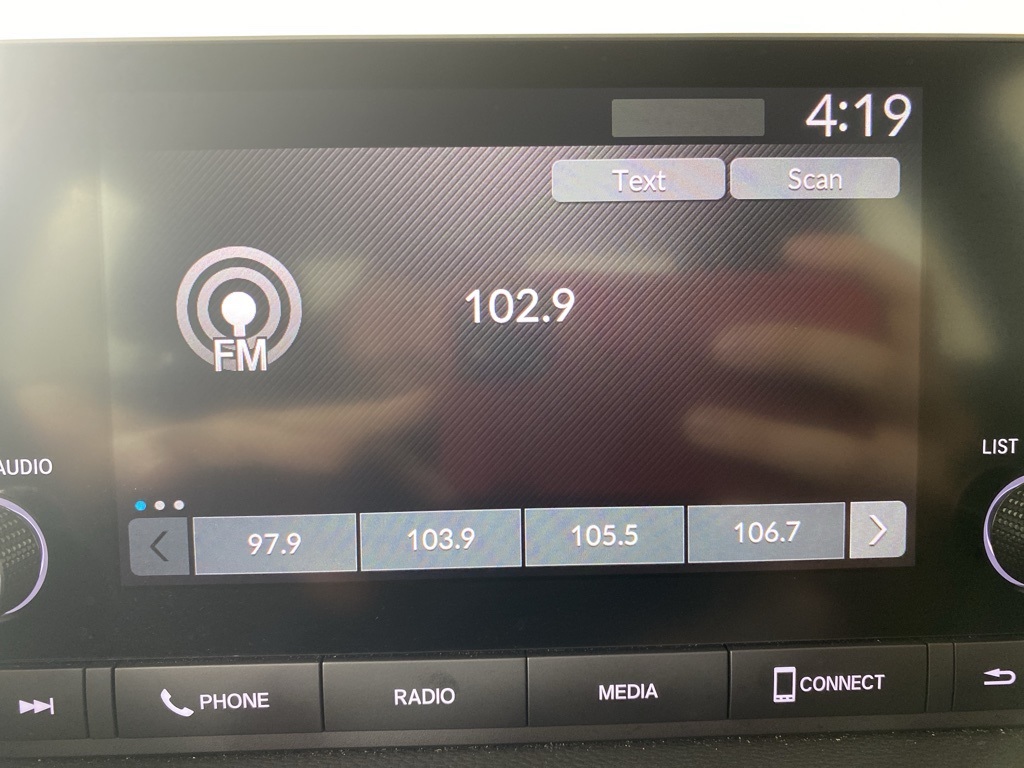 4:19
Text Scan
102.9
FM
AUDIO LIST
97.9 103.9 105.5 106.7
PHONE RADIO MEDIA CONNECT